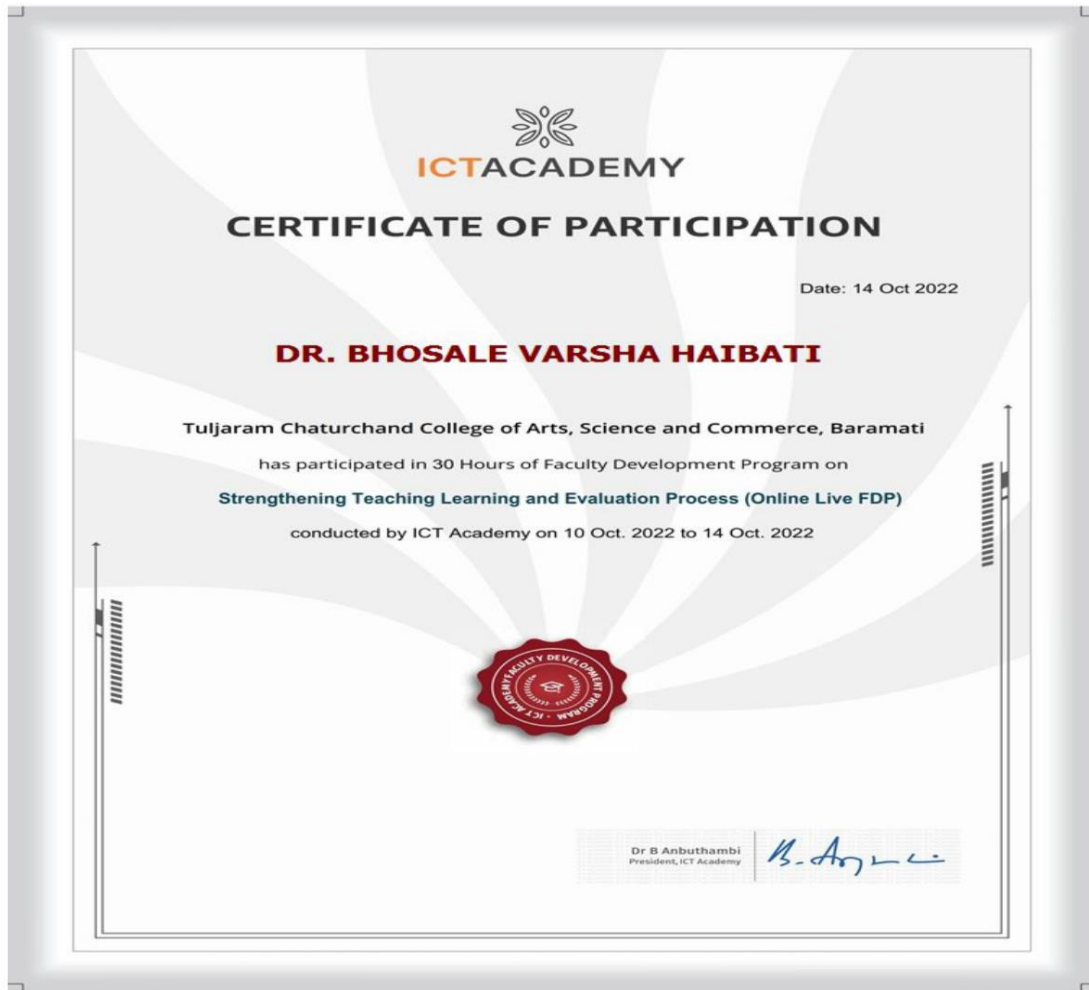 ICTACADEMY
CERTIFICATE OF PARTICIPATION
Date: 14 Oct 2022
DR. BHOSALE VARSHA HAIBATI
Tuljaram Chaturchand College of Arts, Science and Commerce, Baramati
has participated in 30 Hours of Faculty Development Program on
Strengthening Teaching Learning and Evaluation Process (Online Live FDP)
conducted by ICT Academy on 10 Oct. 2022 to 14 Oct. 2022
ICT ACADEMY FACULTY DEVELOPMENT PROGRAM •
Dr B Anbuthambi
President, ICT Academy